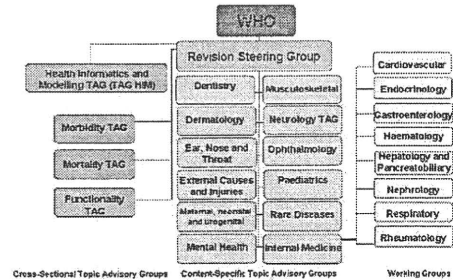 WHO
Revision Steering Group
Health Informatics and
Modelling TAG (TAG HIM)
Morbidity TAG
Mortality TAG
Functionality
TAG
Dentistry
Dermatology
Ear, Nose and
Throat
External Causes
and Injuries
Maternal, neonatal
and urogenital
Mental Health
Musculoskeletal
Neurology TAG
Ophthalmology
Paediatrics
Rare Diseases
Internal Medicine
Cardiovascular
Endocrinology
Gastroenterology
Haematology
Hepatology and
Pancreatobiliary
Nephrology
Respiratory
Rheumatology
Cross-Sectional Topic Advisory Groups
Content-Specific Topic Advisory Groups
Working Groups